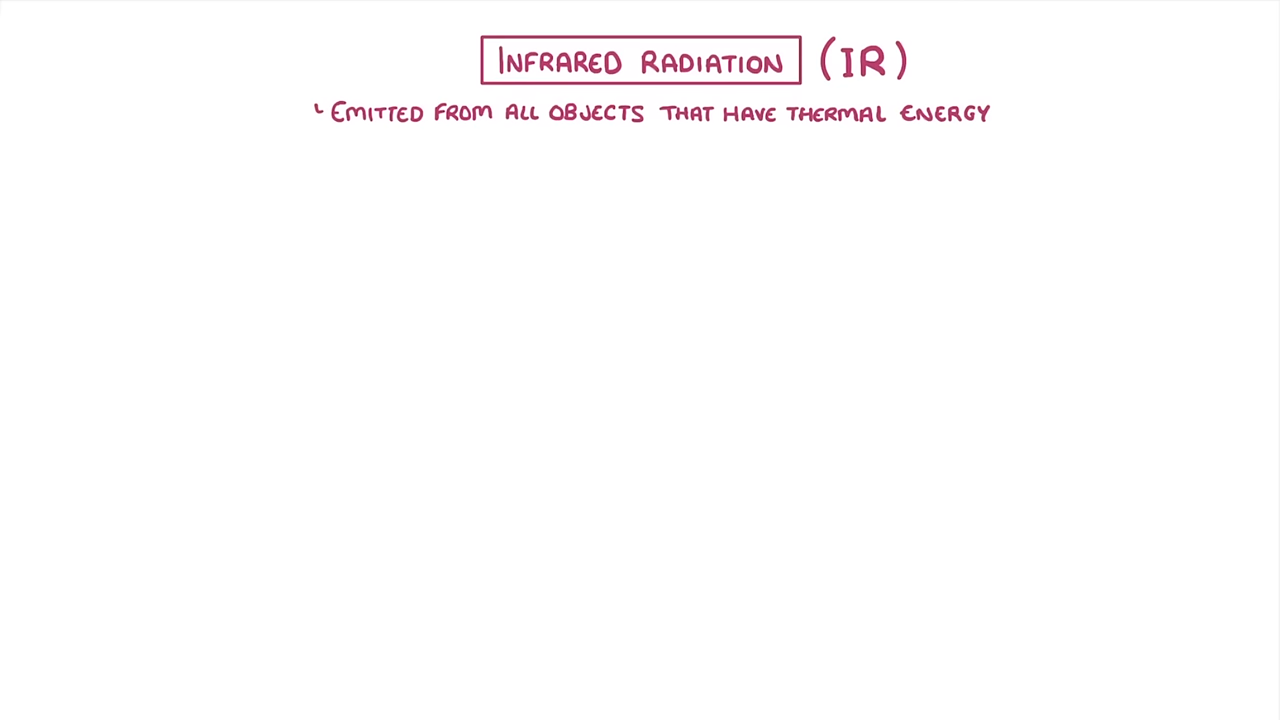 INFRARED RADIATION (IR)
EMITTED FROM ALL OBJECTS THAT HAVE THERMAL ENERGY